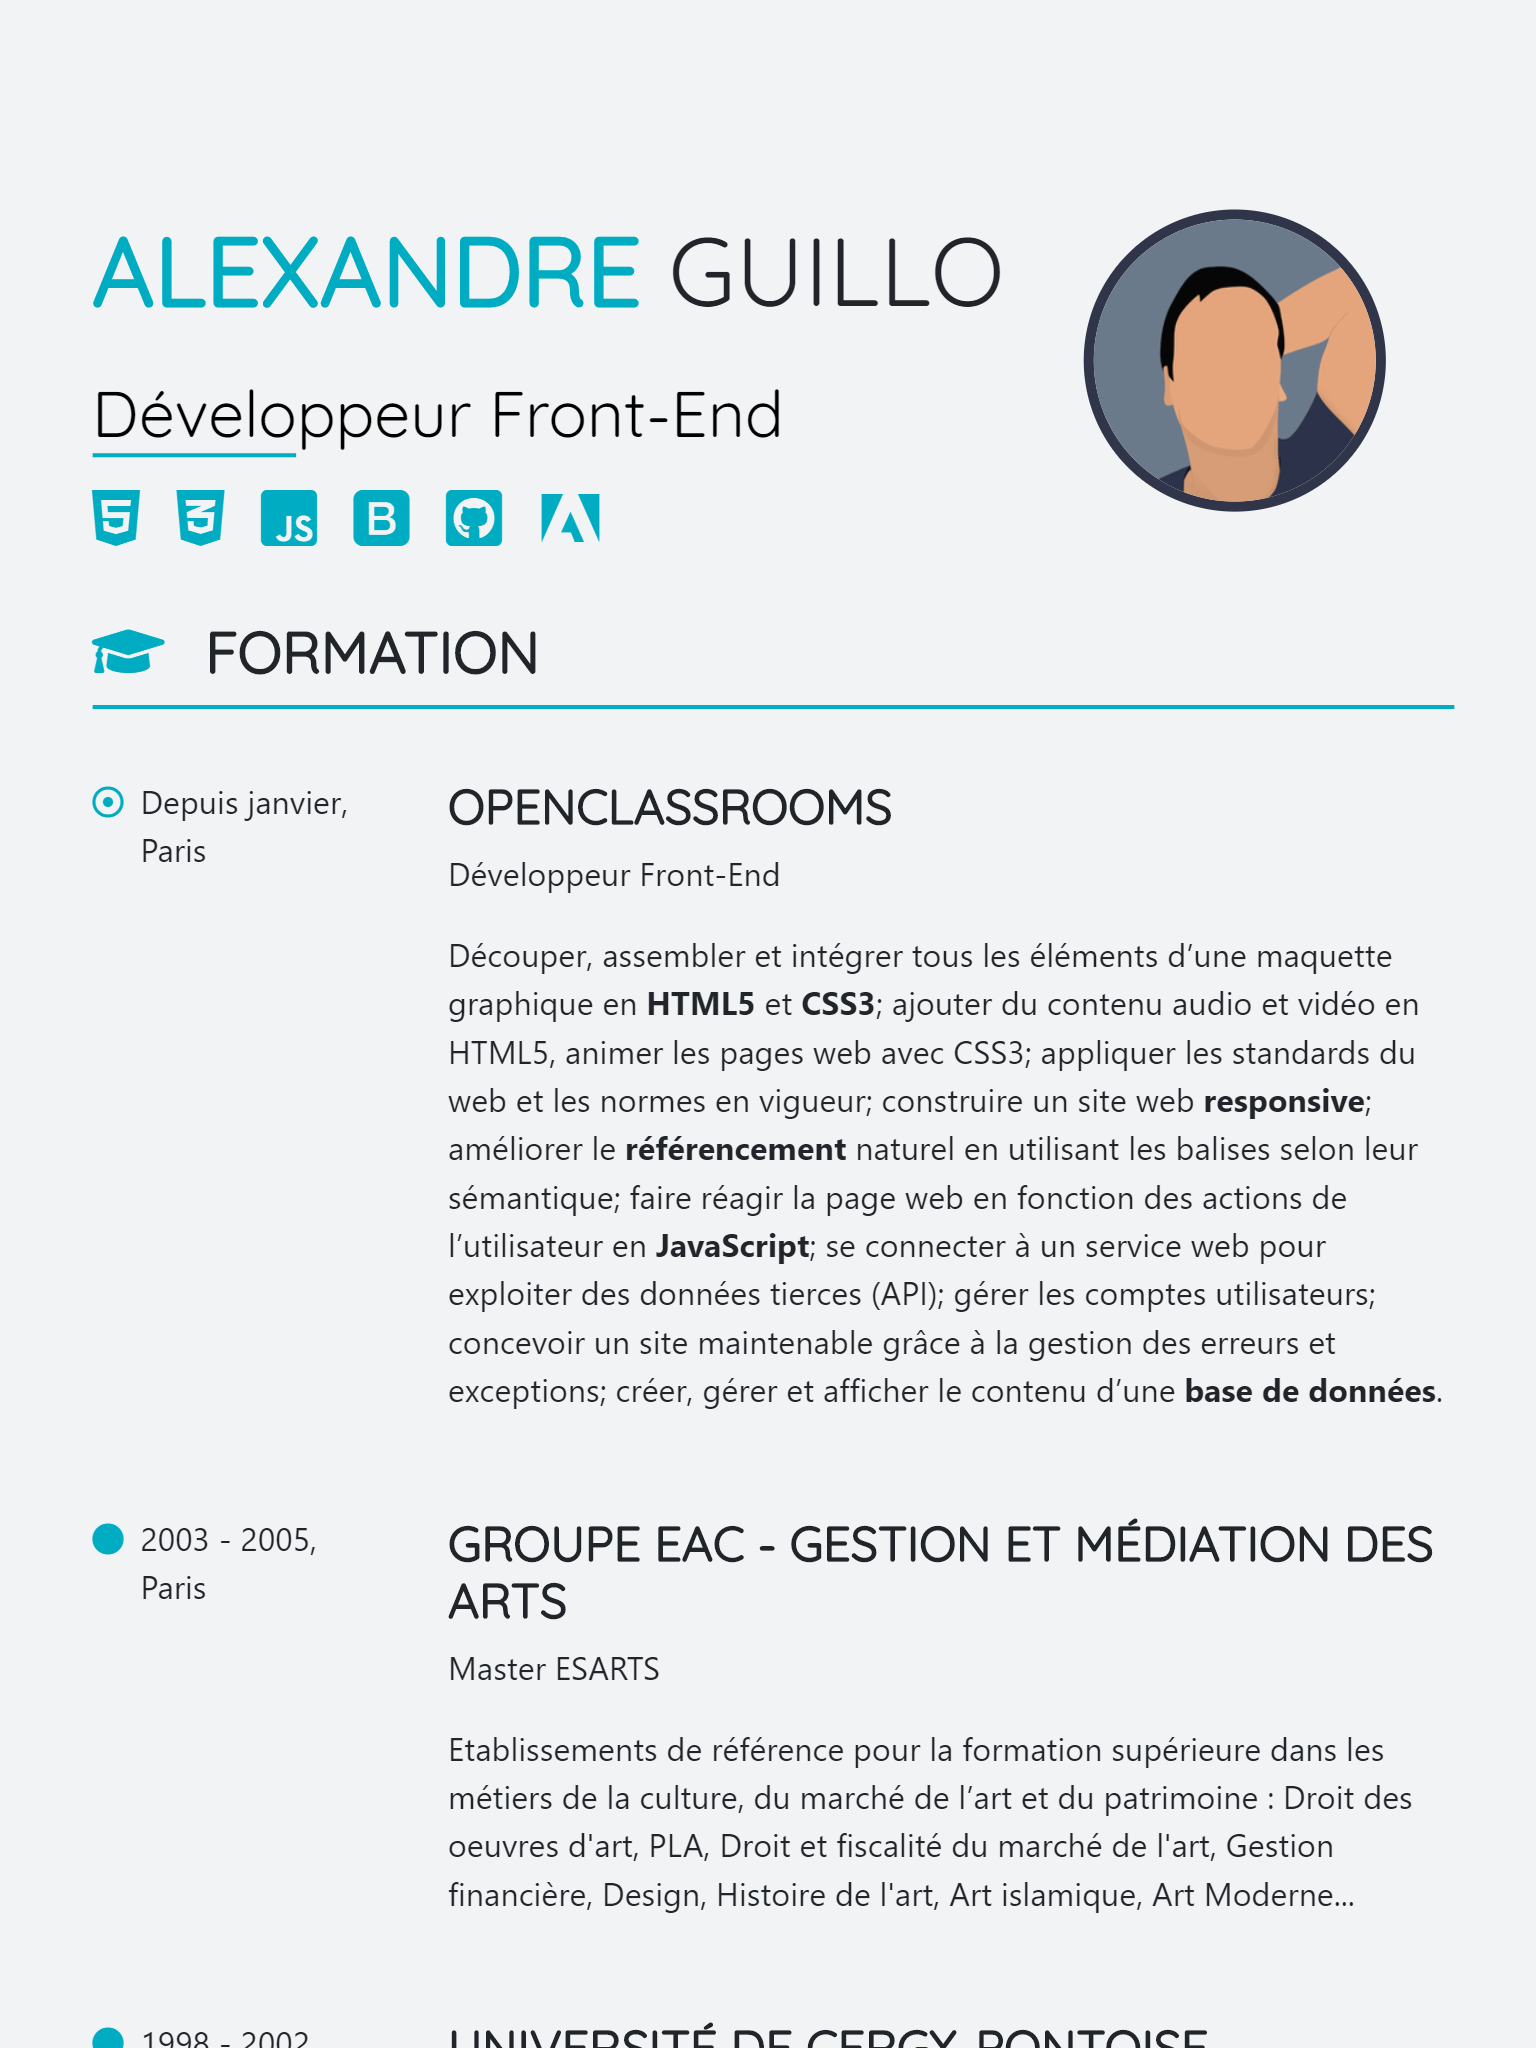 ALEXANDRE GUILLO
Développeur Front-End
JS B
FORMATION
Depuis janvier,
Paris
OPENCLASSROOMS
Développeur Front-End
Découper, assembler et intégrer tous les éléments d’une maquette
graphique en HTML5 et CSS3; ajouter du contenu audio et vidéo en
HTML5, animer les pages web avec CSS3; appliquer les standards du
web et les normes en vigueur; construire un site web responsive;
améliorer le référencement naturel en utilisant les balises selon leur
sémantique; faire réagir la page web en fonction des actions de
l’utilisateur en JavaScript; se connecter à un service web pour
exploiter des données tierces (API); gérer les comptes utilisateurs;
concevoir un site maintenable grâce à la gestion des erreurs et
exceptions; créer, gérer et afficher le contenu d’une base de données.
2003 - 2005,
Paris
GROUPE EAC - GESTION ET MÉDIATION DES
ARTS
Master ESARTS
Etablissements de référence pour la formation supérieure dans les
métiers de la culture, du marché de l’art et du patrimoine : Droit des
oeuvres d'art, PLA, Droit et fiscalité du marché de l'art, Gestion
financière, Design, Histoire de l'art, Art islamique, Art Moderne...
1998 - 2002
UNIVERSITÉ DE CERGY-PONTOISE